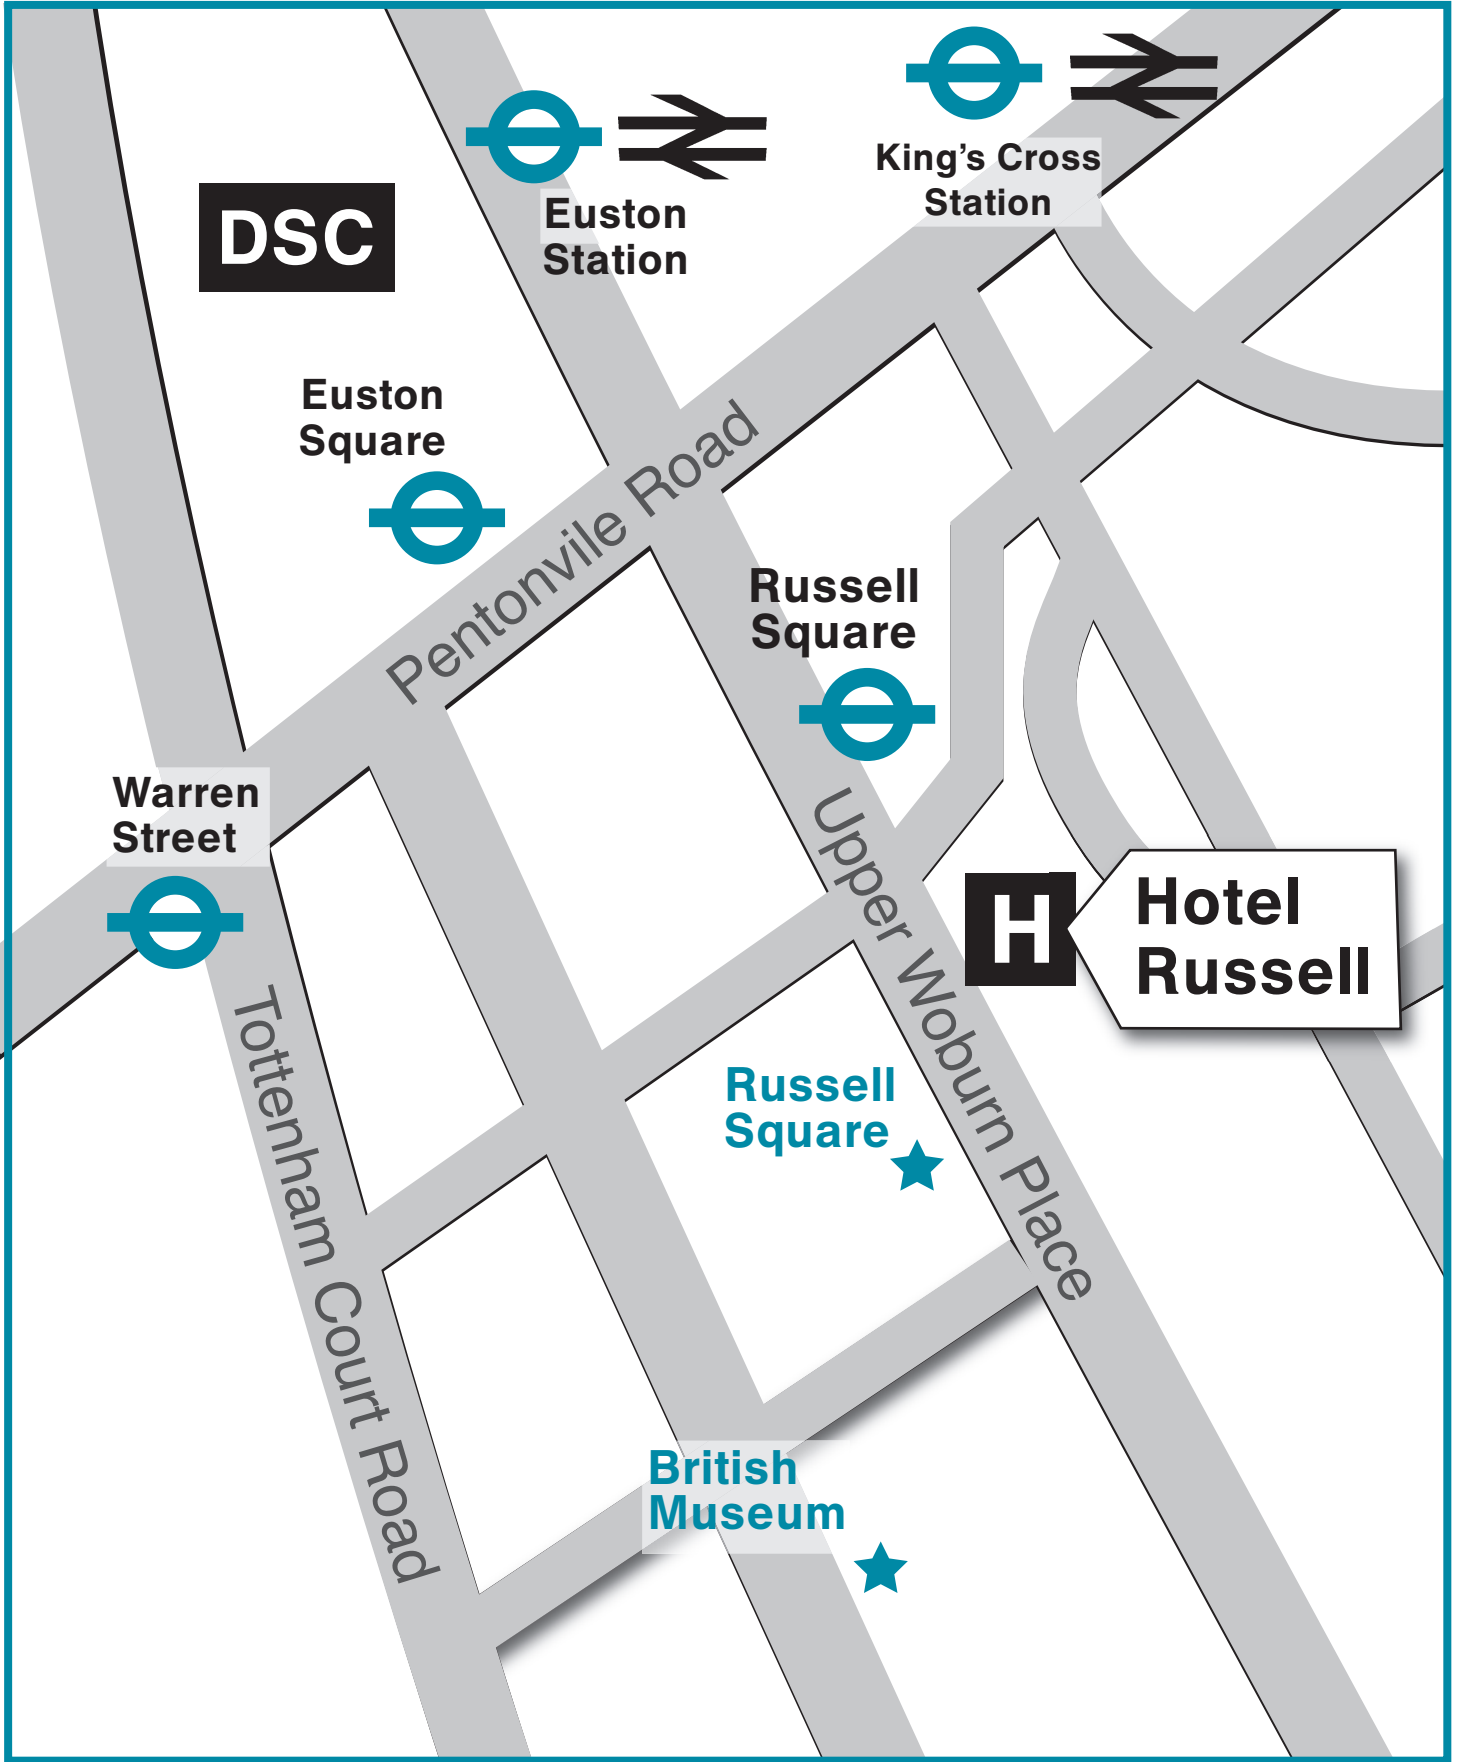 King's Cross
Station
Euston
Station
DSC
Euston
Square
Pentonvile Road
Russell
Square
Warren
Street
Upper Woburn Place
H
Hotel
Russell
Tottenham Court Road
Russell
Square
British
Museum